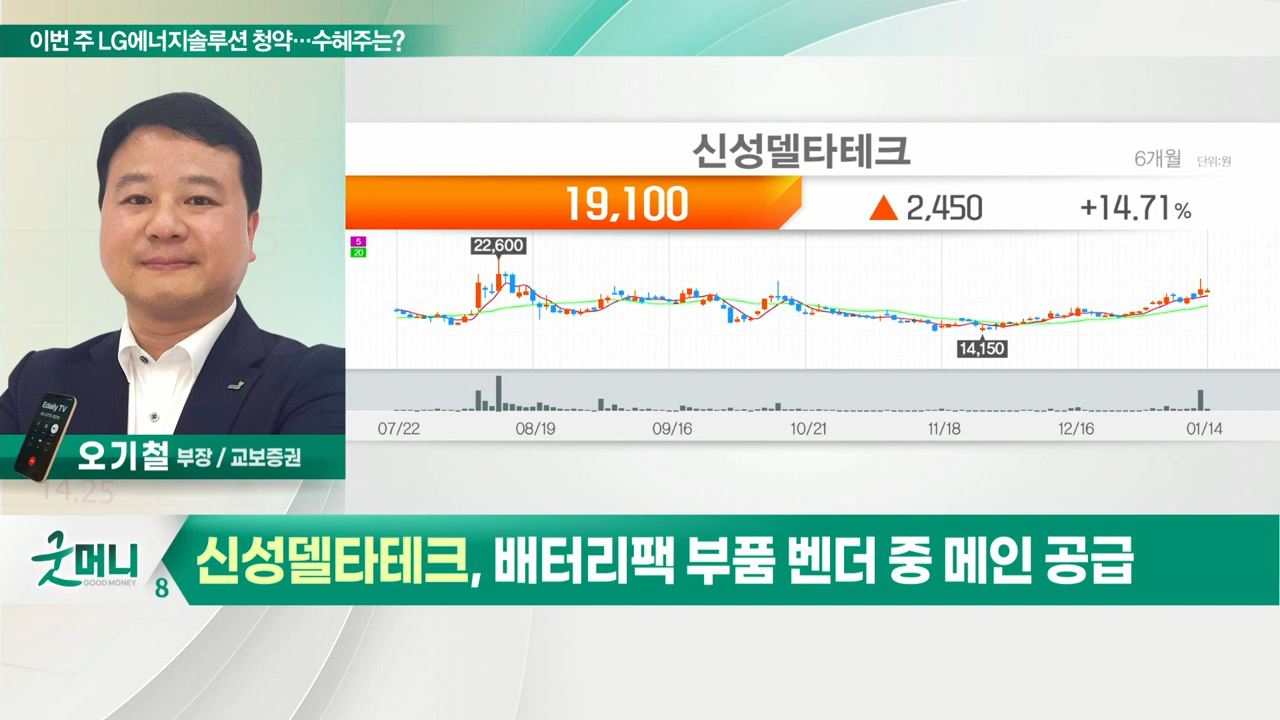 이번 주 LG에너지솔루션 청약…수혜주는?
신성델타테크
6개월 단위:원
19,100 ▲ 2,450 +14.71%
5
20
22,600
14,150
07/22 08/19 09/16 10/21 11/18 12/16 01/14
Edaily TV
오기철 부장 / 교보증권
14.25
굿머니
GOOD MONEY
8
신성델타테크, 배터리팩 부품 벤더 중 메인 공급